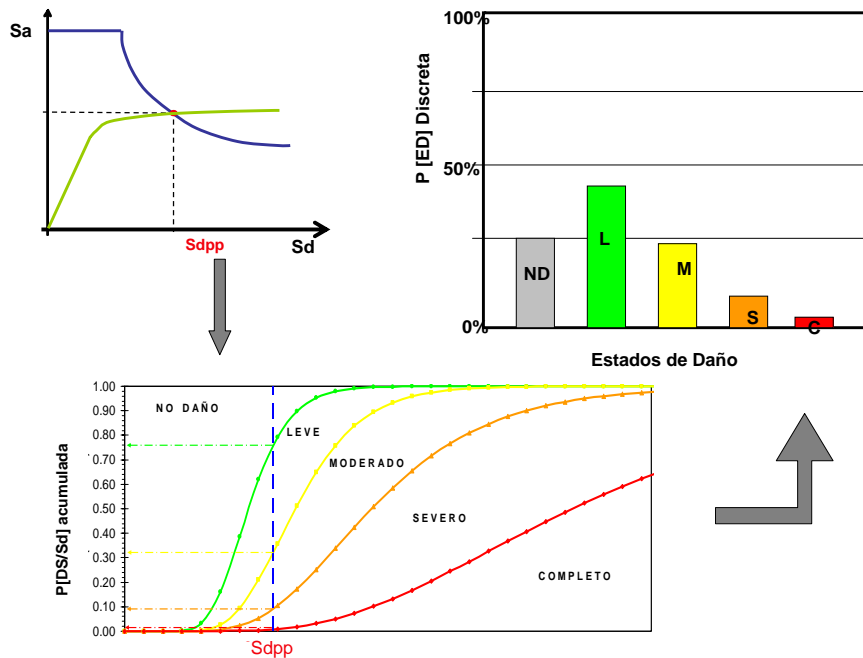 Sa
Sdpp
Sd
100%
50%
0%
P [ED] Discreta
ND
L
M
S
C
Estados de Daño
P[DS/Sd] acumulada
1.00
0.90
0.80
0.70
0.60
0.50
0.40
0.30
0.20
0.10
0.00
NO DAÑO
LEVE
MODERADO
SEVERO
COMPLETO
Sdpp